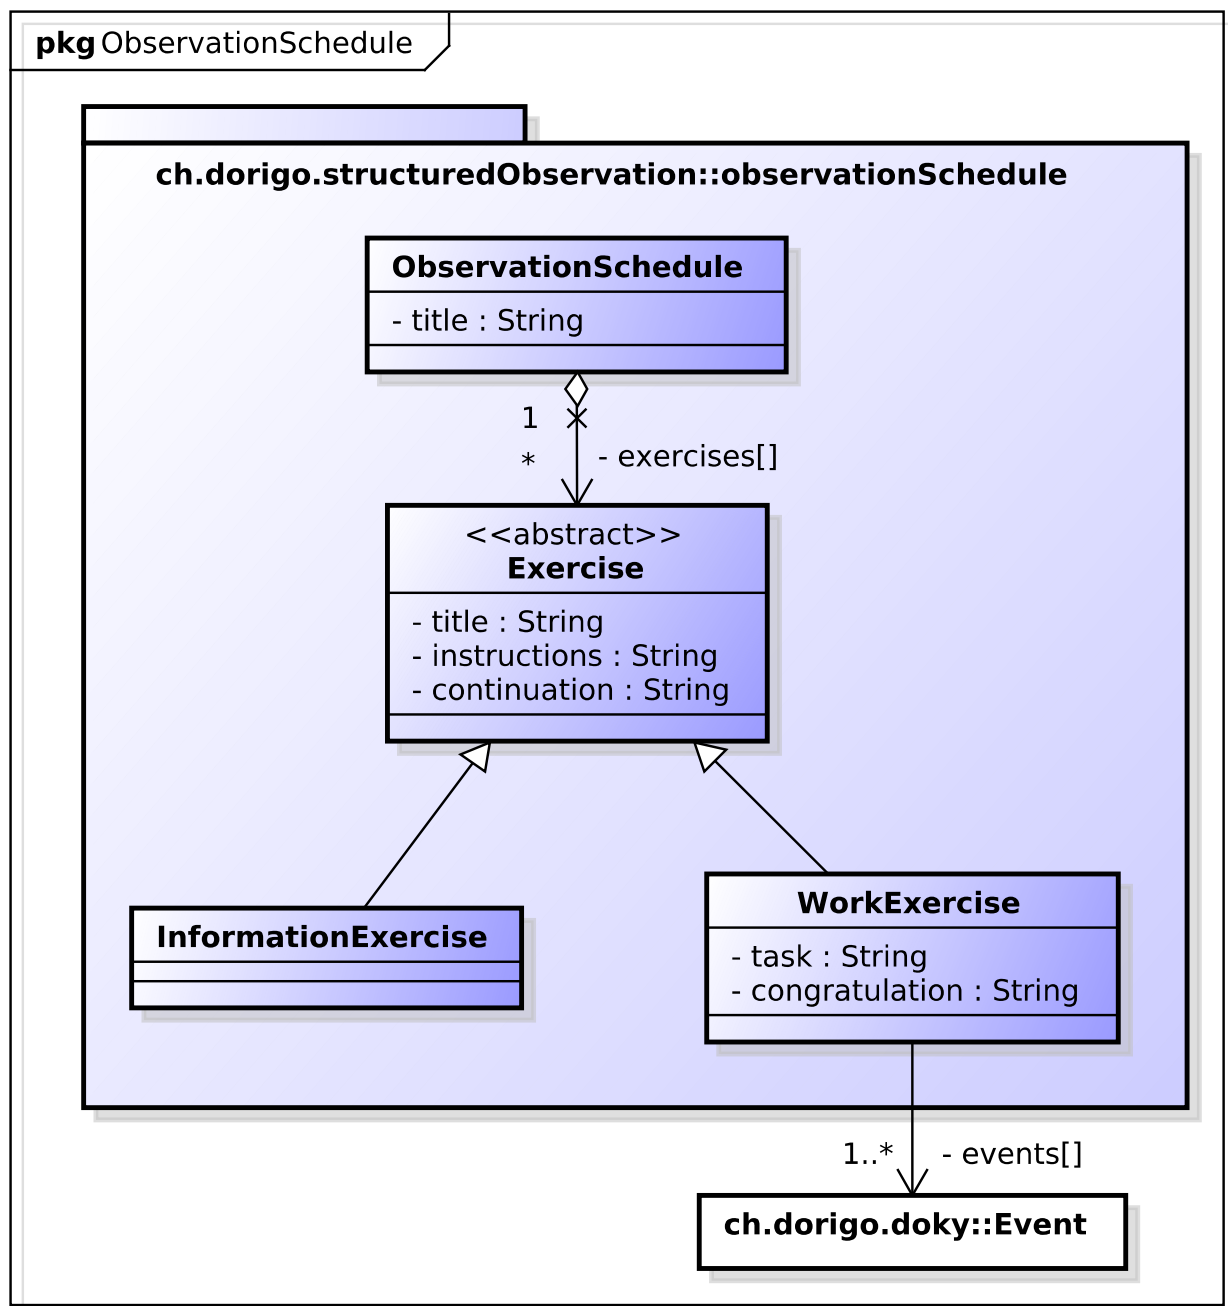 pkg ObservationSchedule
ch.dorigo.structuredObservation::observationSchedule
ObservationSchedule
- title : String
1
* - exercises[]
<<abstract>>
Exercise
- title : String
- instructions : String
- continuation : String
InformationExercise
WorkExercise
- task : String
- congratulation : String
1..* - events[]
ch.dorigo.doky::Event